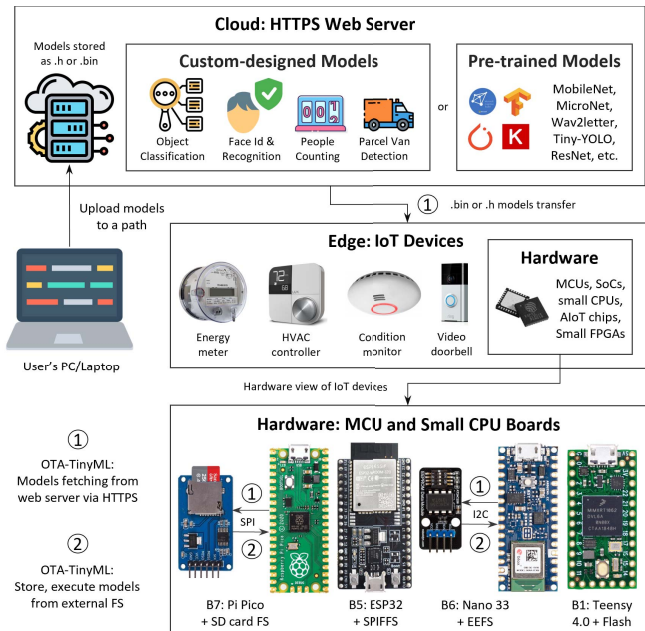 Cloud: HTTPS Web Server
Models stored
as .h or .bin
Custom-designed Models
Object
Classification
Face Id &
Recognition
People
Counting
Parcel Van
Detection
or
Pre-trained Models
MobileNet,
MicroNet,
Wav2letter,
Tiny-YOLO,
ResNet, etc.
K
Upload models
to a path
User's PC/Laptop
1
.bin or .h models transfer
Edge: IoT Devices
72
68
Energy
meter
HVAC
controller
Condition
monitor
Video
doorbell
Hardware
MCUs, SoCs,
small CPUs,
AIoT chips,
Small FPGAs
Hardware view of IoT devices
Hardware: MCU and Small CPU Boards
1
OTA-TinyML:
Models fetching from
web server via HTTPS
2
OTA-TinyML:
Store, execute models
from external FS
1
SPI
2
Raspberry Pi Pico
1
I2C
2
B7: Pi Pico
+ SD card FS
B5: ESP32
+ SPIFFS
B6: Nano 33
+ EEFS
B1: Teensy
4.0 + Flash